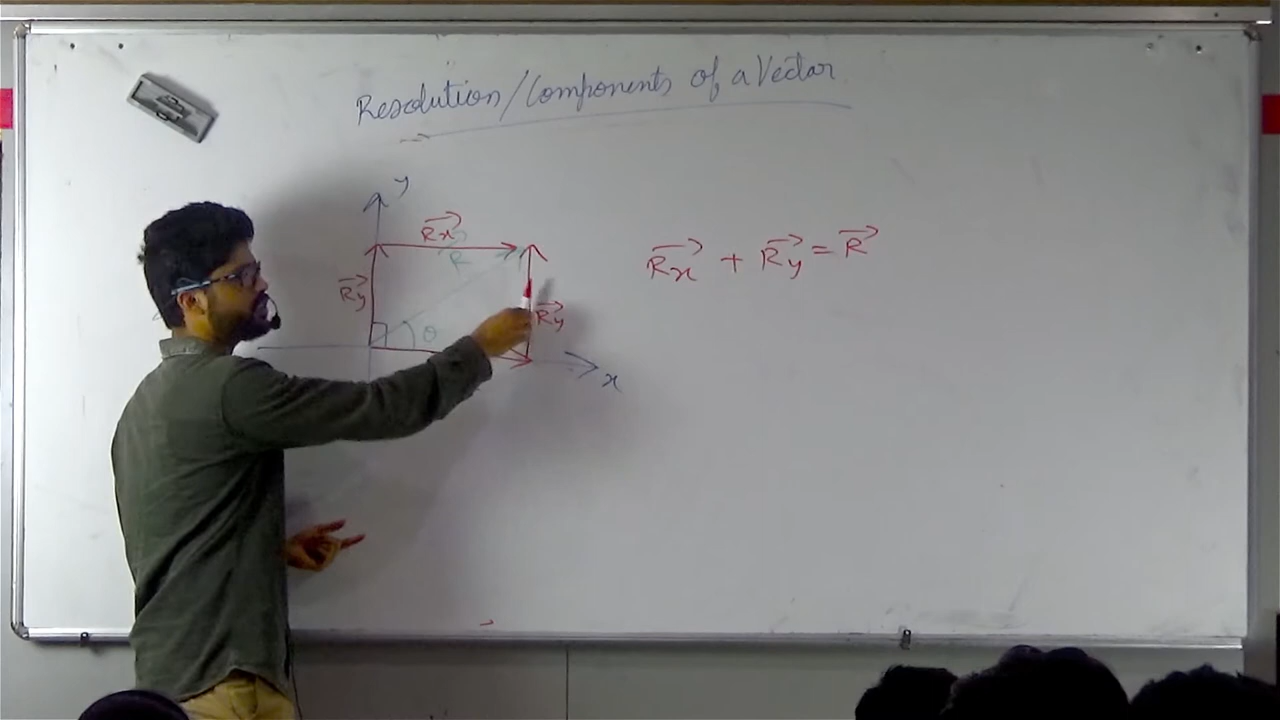 Resolution/Components of a Vector
y
Rx
R
Rx + Ry = R
Ry
θ
Ry
x